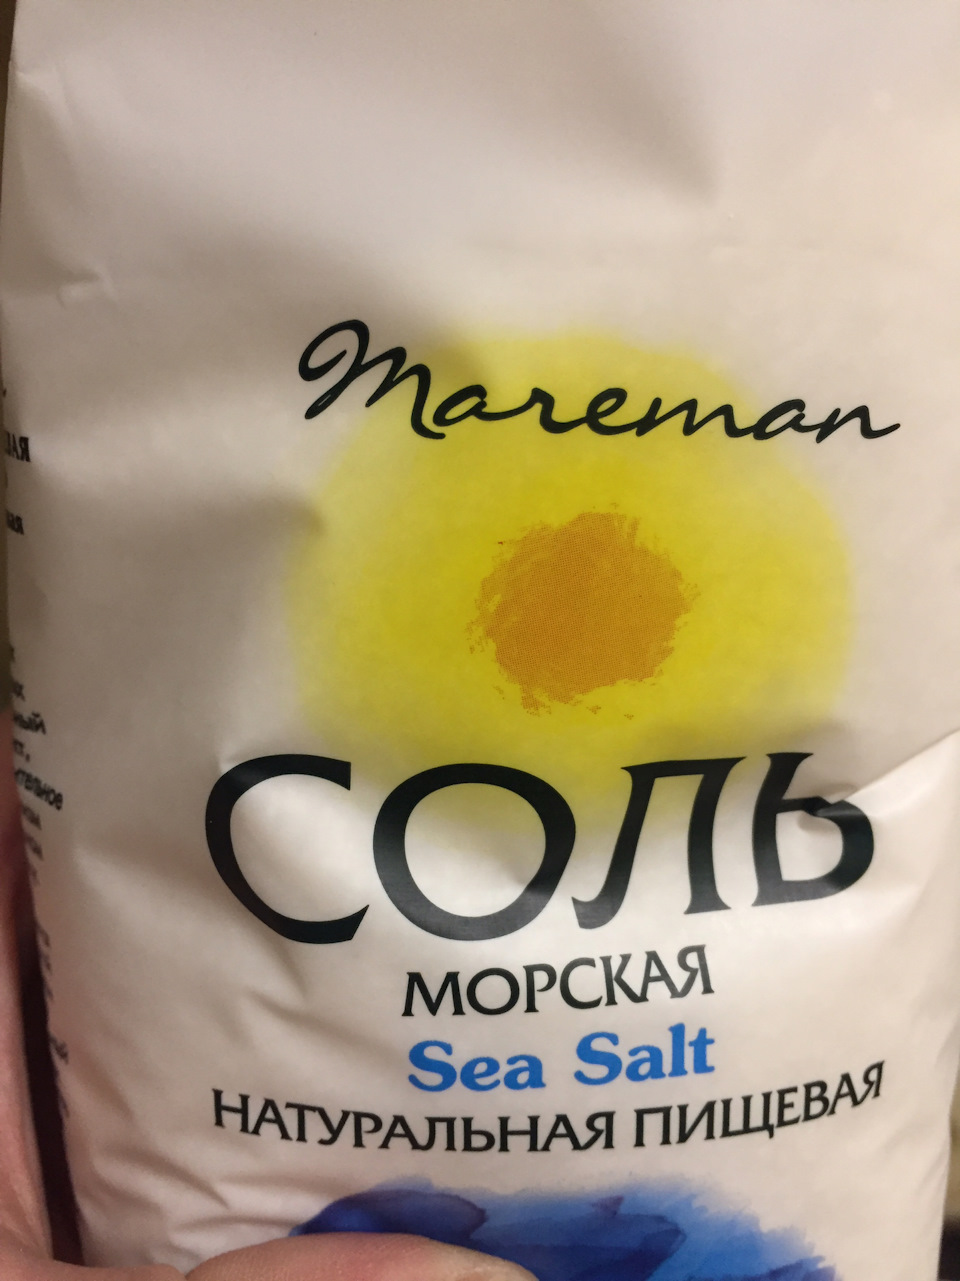 Mareman
СОЛЬ
МОРСКАЯ
Sea Salt
НАТУРАЛЬНАЯ ПИЩЕВАЯ